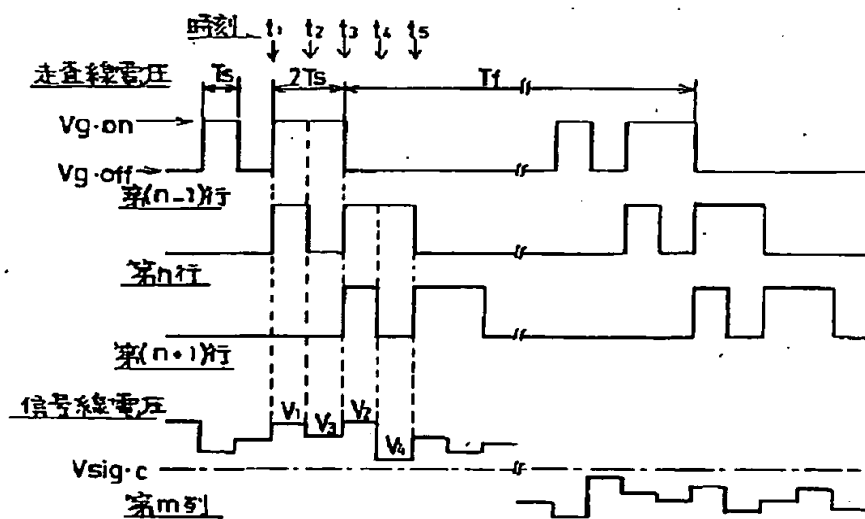 時刻 t₁ t₂ t₃ t₄ t₅
走査線電圧 Ts 2Ts Tf
Vg·on
Vg·off
第(n-1)行
第n行
第(n+1)行
信号線電圧 V₁ V₃ V₂ V₄
Vsig·c
第m列